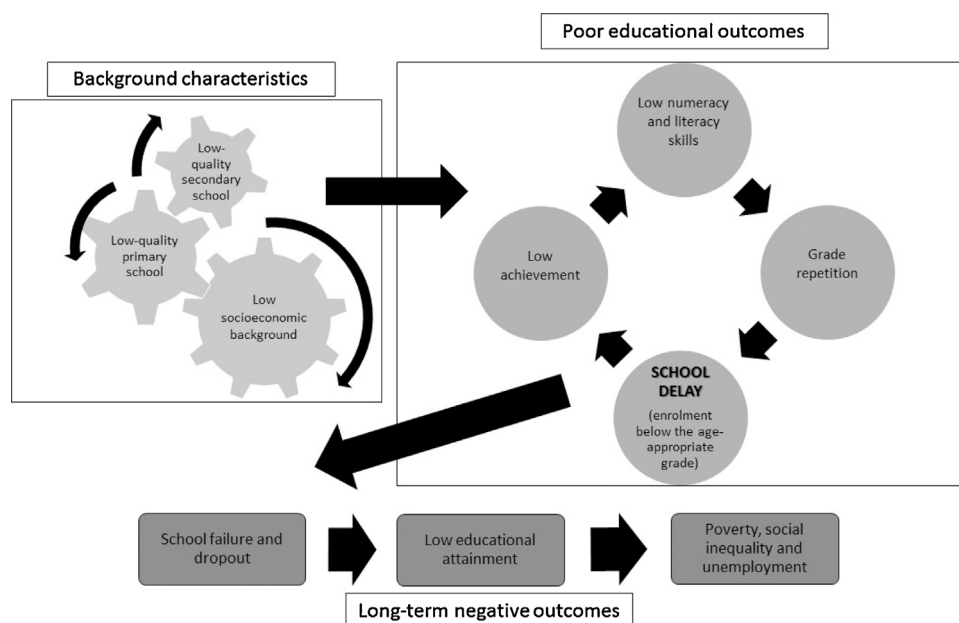 Poor educational outcomes
Background characteristics
Low-
quality
secondary
school
Low-quality
primary
school
Low
socioeconomic
background
Low numeracy
and literacy
skills
Low
achievement
Grade
repetition
SCHOOL
DELAY
(enrolment
below the age-
appropriate
grade)
School failure and
dropout
Low educational
attainment
Poverty, social
inequality and
unemployment
Long-term negative outcomes